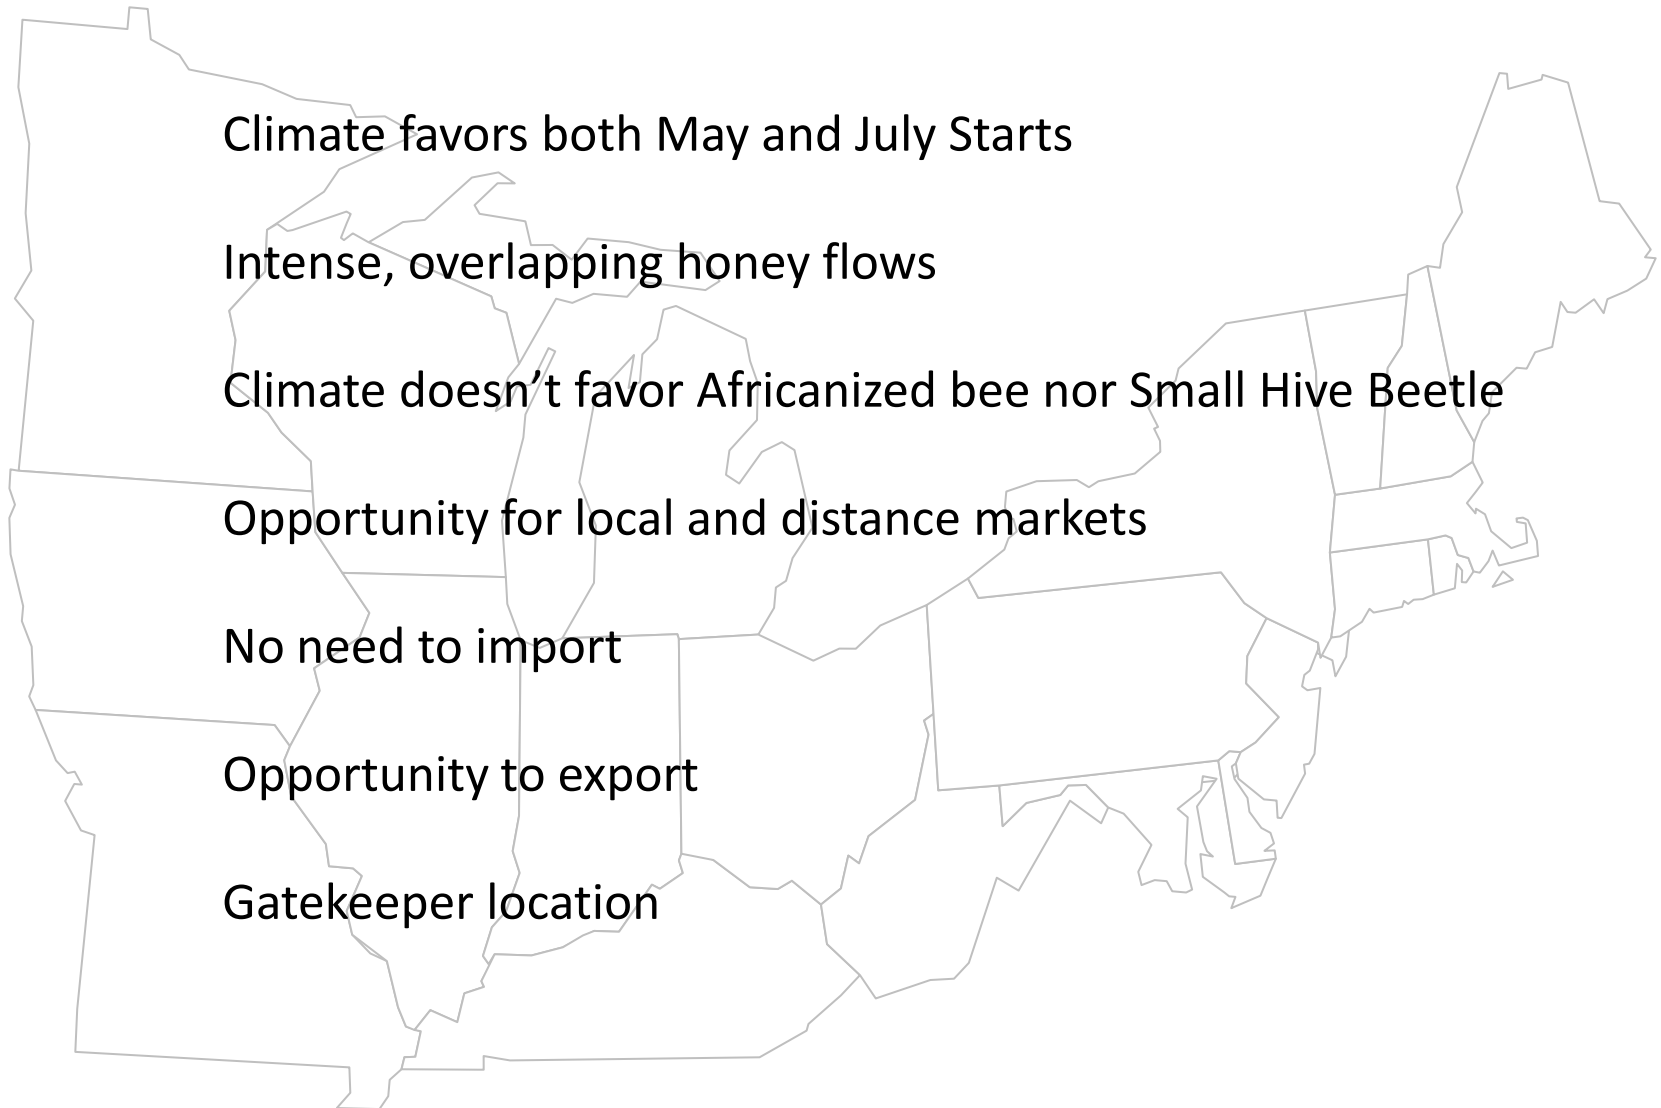 Climate favors both May and July Starts
Intense, overlapping honey flows
Climate doesn’t favor Africanized bee nor Small Hive Beetle
Opportunity for local and distance markets
No need to import
Opportunity to export
Gatekeeper location